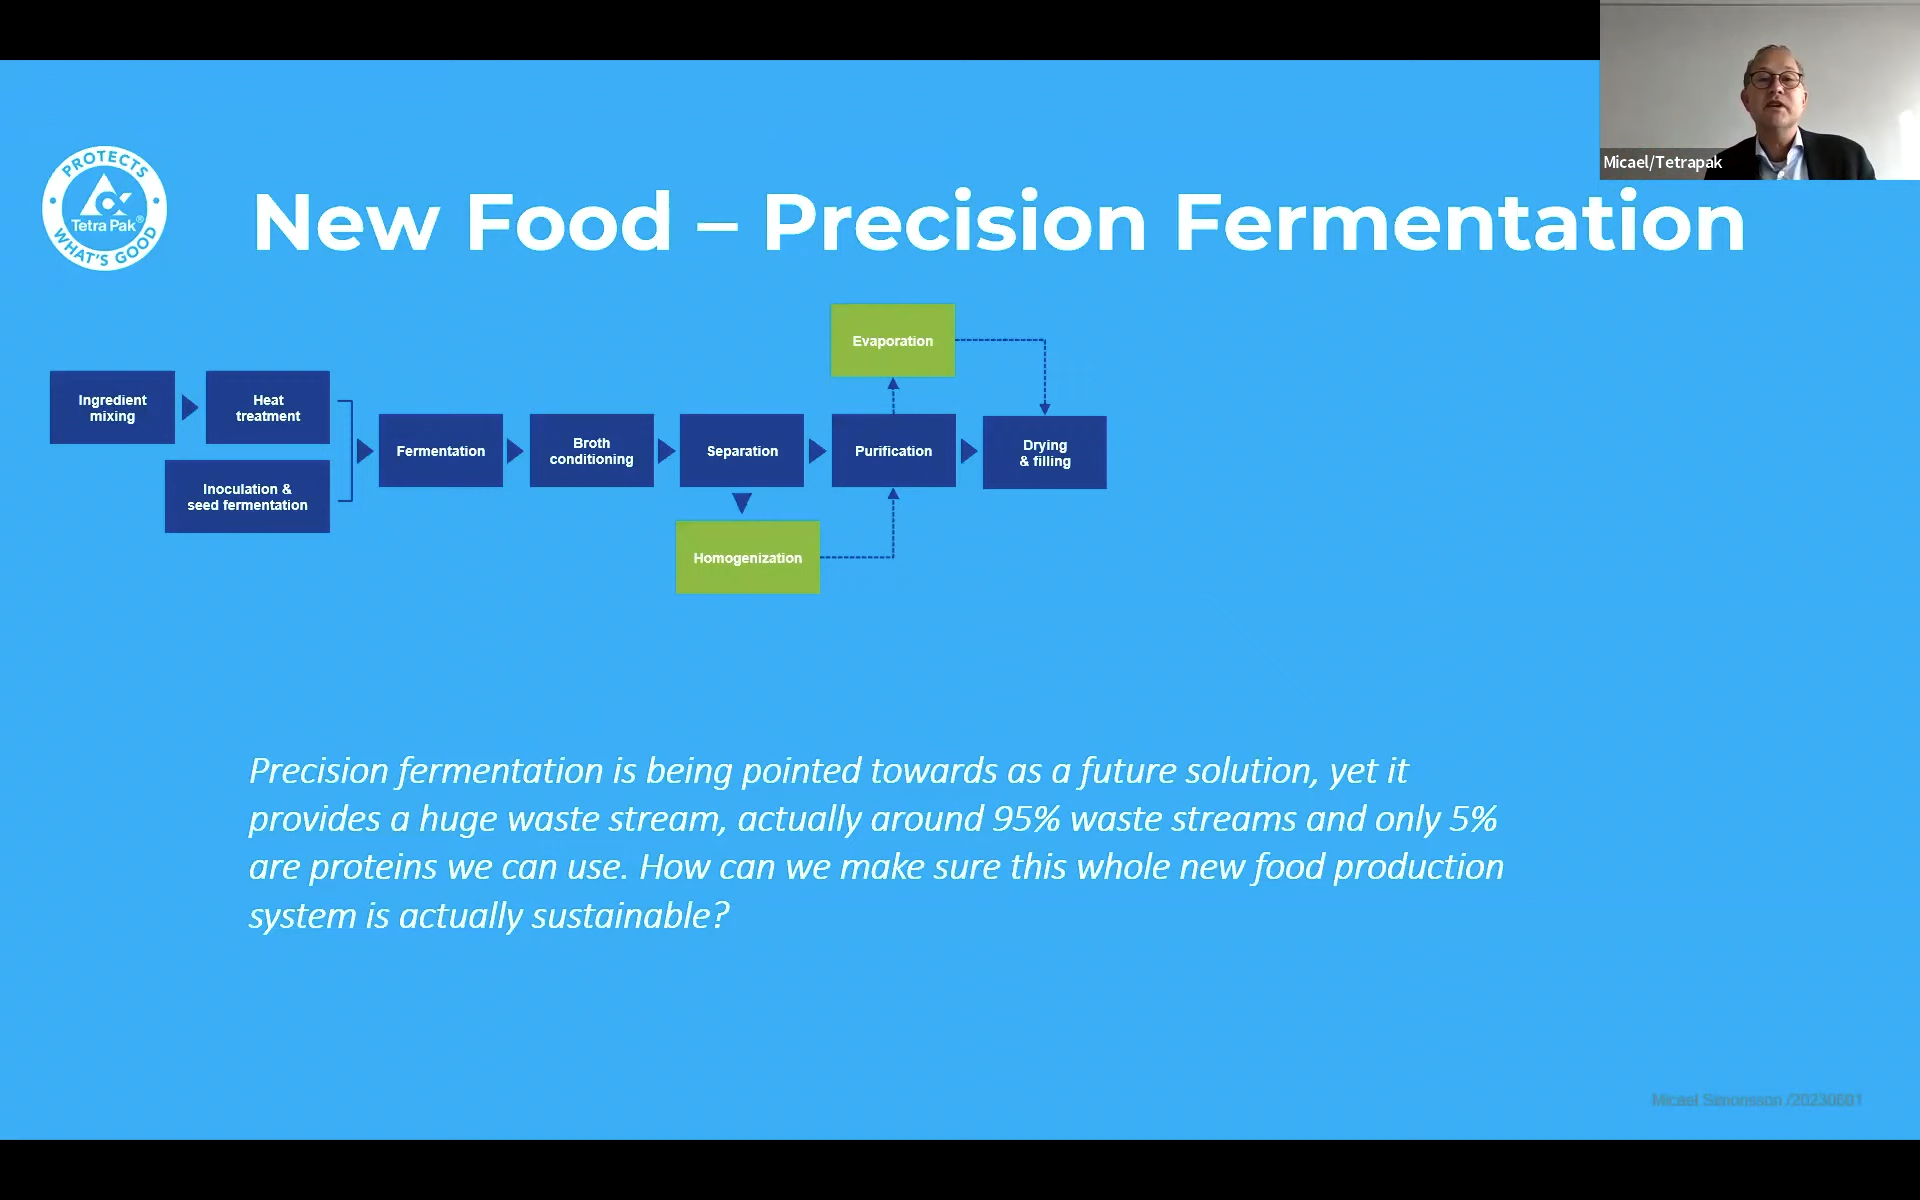 Micael/Tetrapak
PROTECTS
Tetra Pak®
WHAT'S GOOD
New Food – Precision Fermentation
Evaporation
Ingredient
mixing
Heat
treatment
Inoculation &
seed fermentation
Fermentation
Broth
conditioning
Separation
Purification
Drying
& filling
Homogenization
Precision fermentation is being pointed towards as a future solution, yet it
provides a huge waste stream, actually around 95% waste streams and only 5%
are proteins we can use. How can we make sure this whole new food production
system is actually sustainable?
Micael Simonsson /20230601